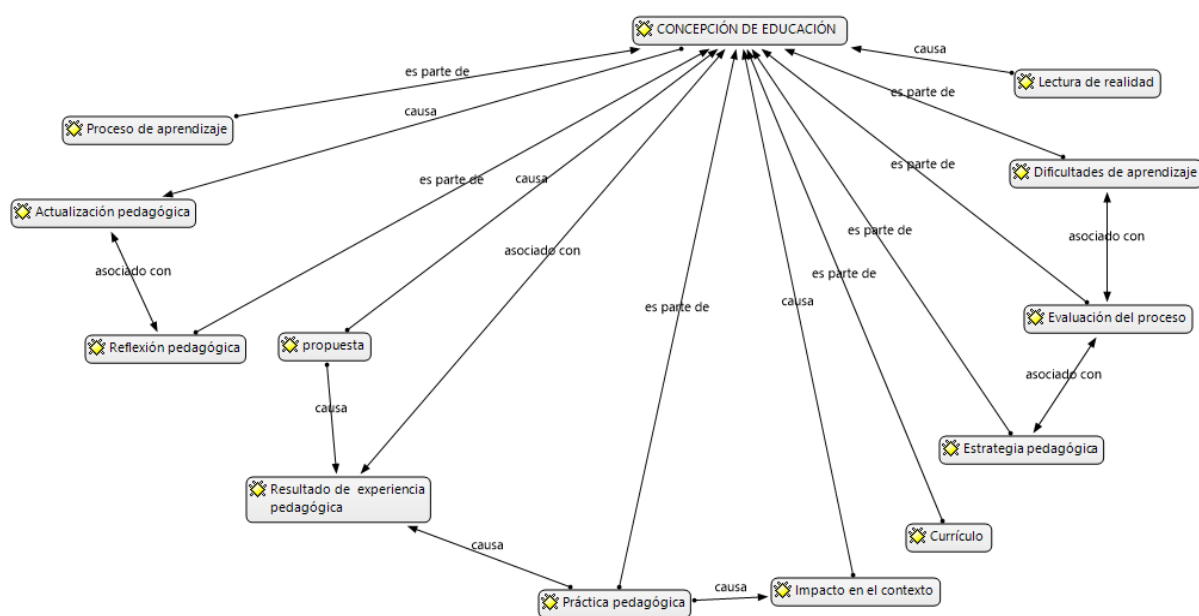 CONCEPCIÓN DE EDUCACIÓN
causa
Lectura de realidad
es parte de
es parte de
Proceso de aprendizaje
causa
Dificultades de aprendizaje
es parte de
es parte de
causa
Actualización pedagógica
es parte de
asociado con
asociado con
asociado con
es parte de
es parte de
causa
es parte de
Evaluación del proceso
Reflexión pedagógica
propuesta
asociado con
causa
Estrategia pedagógica
Resultado de experiencia
pedagógica
Currículo
causa
Práctica pedagógica
causa
Impacto en el contexto